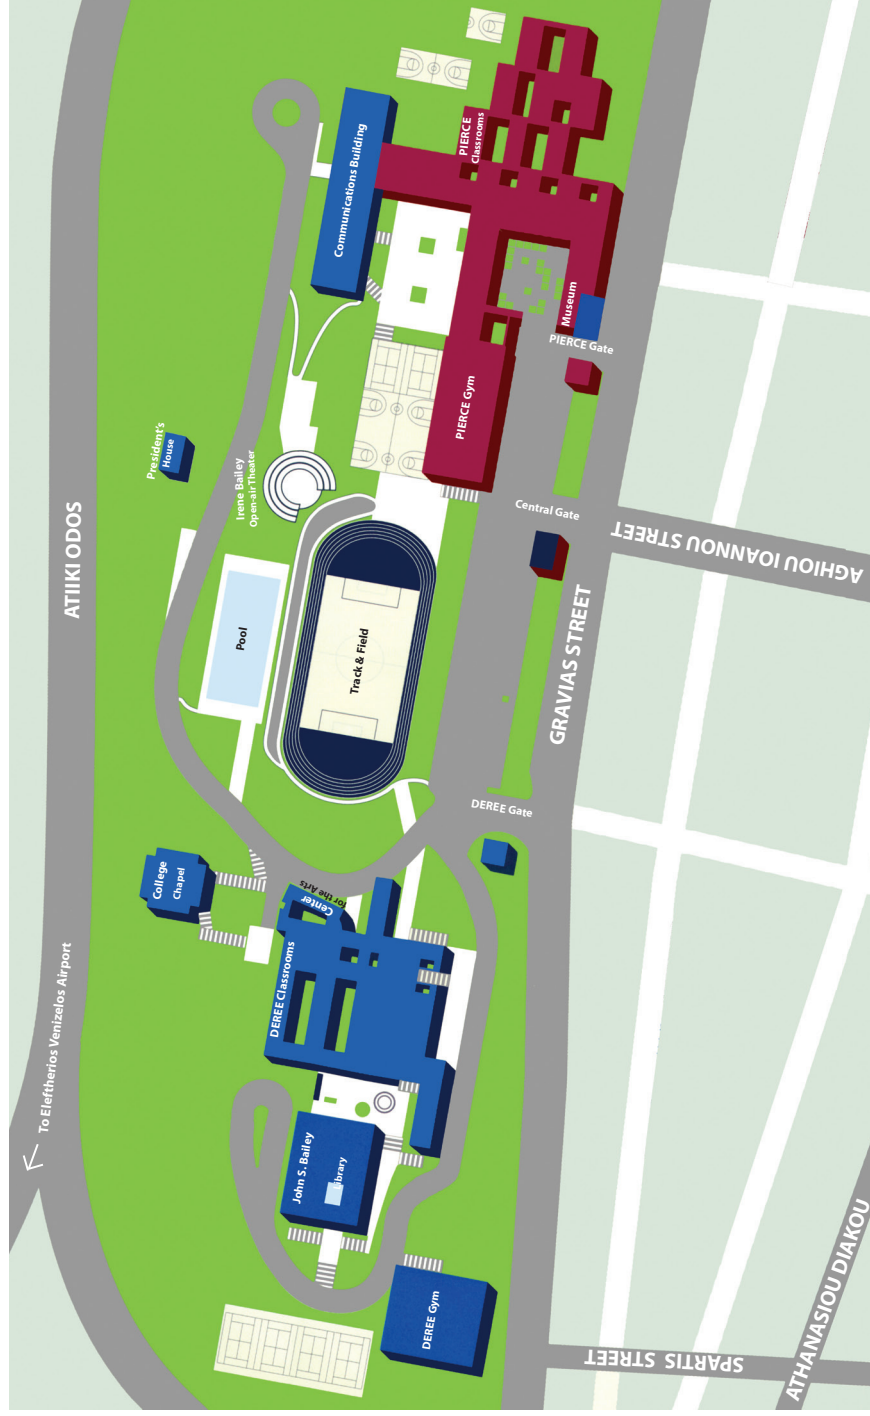 PIERCE
Classrooms
Communications Building
Museum
PIERCE Gate
PIERCE Gym
President's
House
Irene Bailey
Open-air Theater
Central Gate
AGHIOU IOANNOU STREET
ATIIKI ODOS
Pool
Track & Field
GRAVIAS STREET
DEREE Gate
College
Chapel
Center
for the Arts
DEREE Classrooms
To Eleftherios Venizelos Airport
John S. Bailey
Library
DEREE Gym
SPARTIS STREET
ATHANASIOU DIAKOU